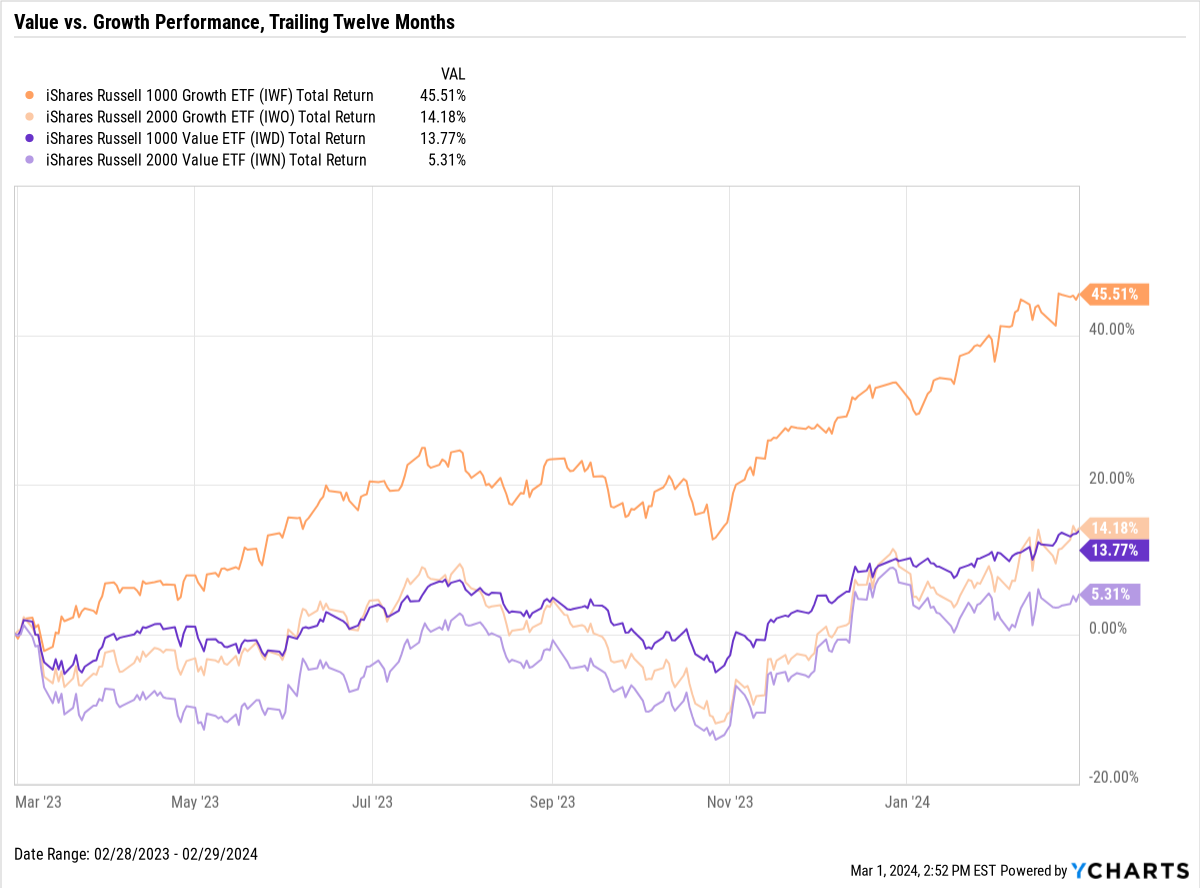 Value vs. Growth Performance, Trailing Twelve Months
VAL
iShares Russell 1000 Growth ETF (IWF) Total Return 45.51%
iShares Russell 2000 Growth ETF (IWO) Total Return 14.18%
iShares Russell 1000 Value ETF (IWD) Total Return 13.77%
iShares Russell 2000 Value ETF (IWN) Total Return 5.31%
45.51%
40.00%
20.00%
14.18%
13.77%
5.31%
0.00%
-20.00%
Mar '23 May '23 Jul '23 Sep '23 Nov '23 Jan '24
Date Range: 02/28/2023 - 02/29/2024
Mar 1, 2024, 2:52 PM EST Powered by YCHARTS